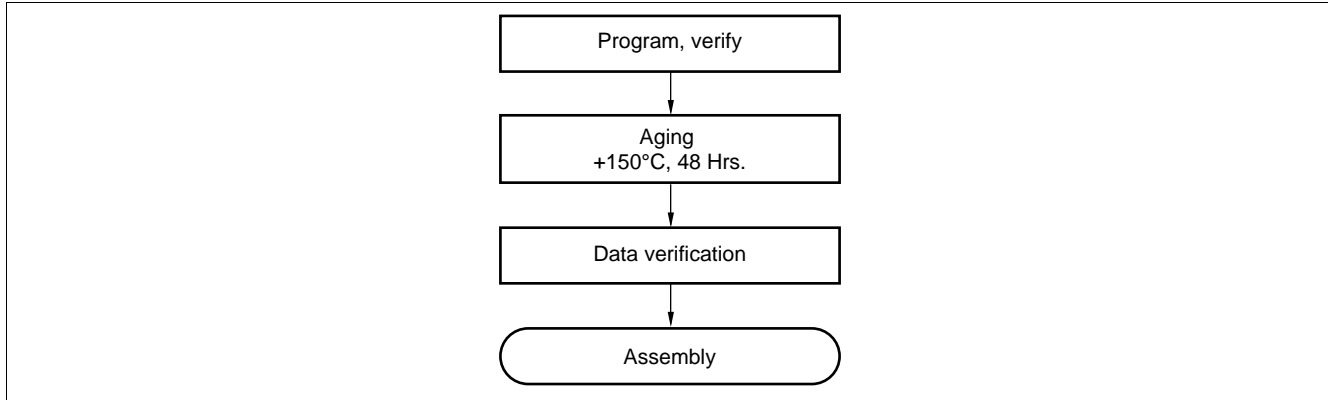 Program, verify
Aging
+150°C, 48 Hrs.
Data verification
Assembly